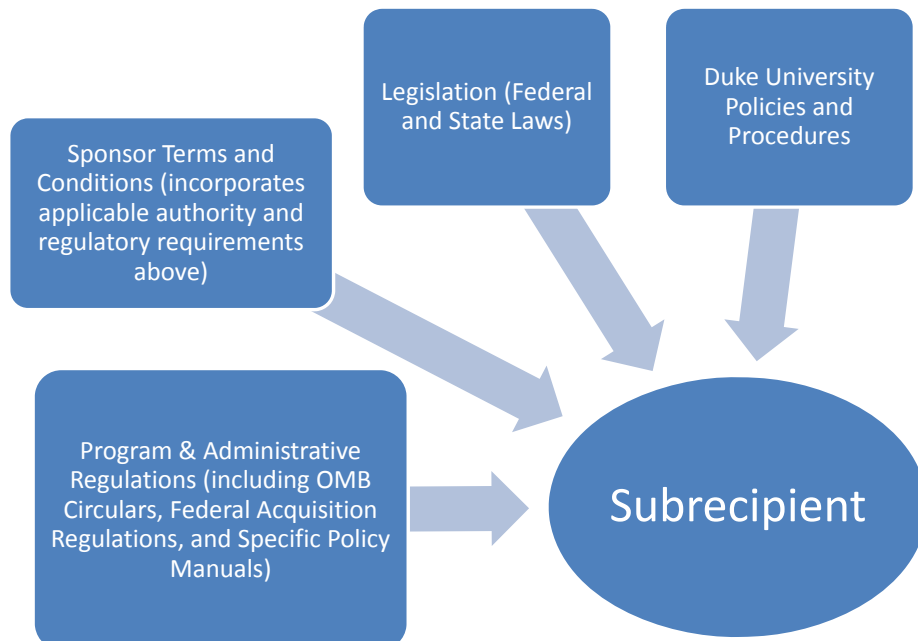 Legislation (Federal
and State Laws)
Duke University
Policies and
Procedures
Sponsor Terms and
Conditions (incorporates
applicable authority and
regulatory requirements
above)
Program & Administrative
Regulations (including OMB
Circulars, Federal Acquisition
Regulations, and Specific Policy
Manuals)
Subrecipient